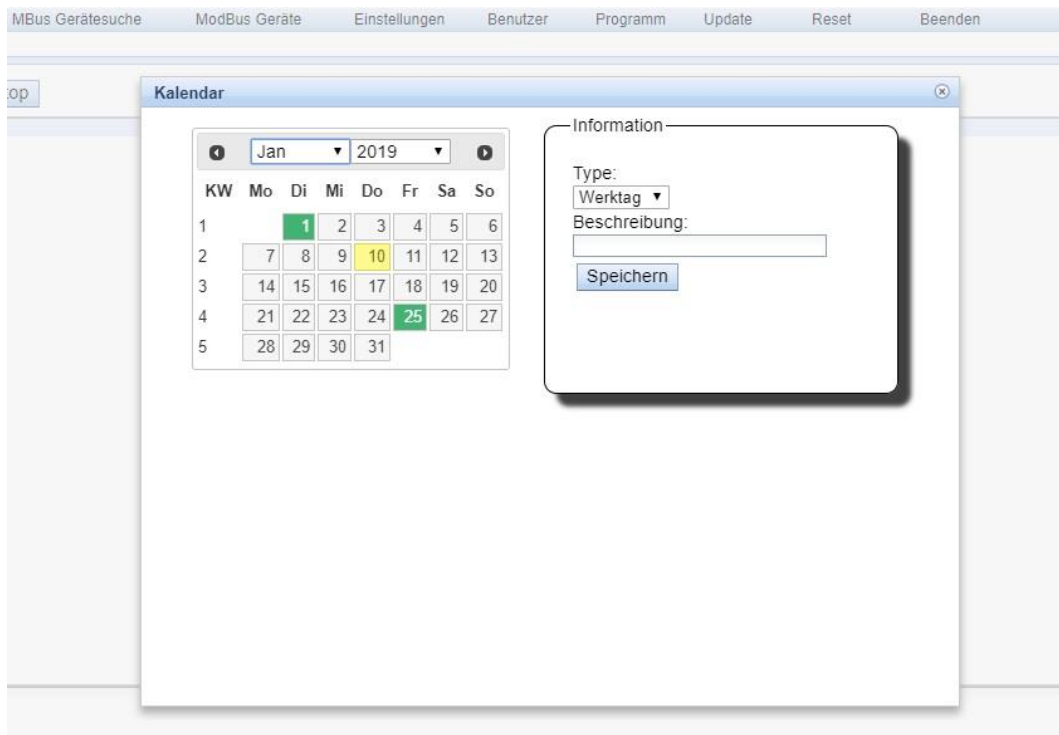 MBus Gerätesuche ModBus Geräte Einstellungen Benutzer Programm Update Reset Beenden
top
Kalendar
Jan 2019
KW Mo Di Mi Do Fr Sa So
1 1 2 3 4 5 6
2 7 8 9 10 11 12 13
3 14 15 16 17 18 19 20
4 21 22 23 24 25 26 27
5 28 29 30 31
Information
Type:
Werktag
Beschreibung:
Speichern